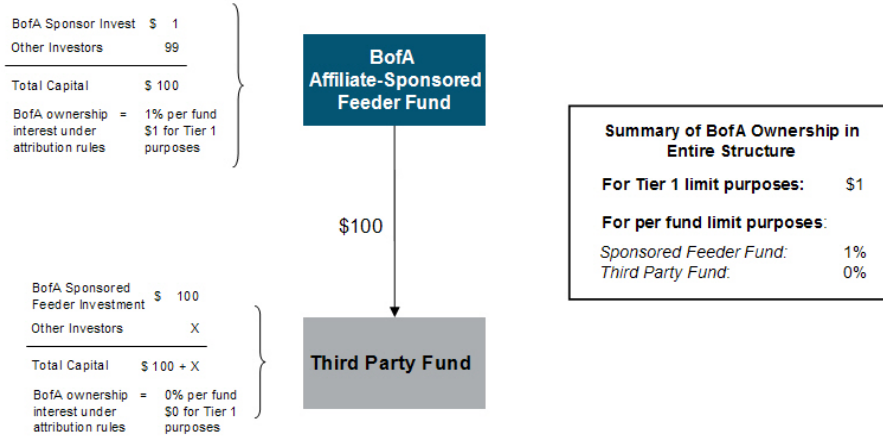 BofA Sponsor Invest $ 1
Other Investors 99
Total Capital $ 100
BofA ownership = 1% per fund
interest under $1 for Tier 1
attribution rules purposes
BofA
Affiliate-Sponsored
Feeder Fund
$100
BofA Sponsored
Feeder Investment $ 100
Other Investors X
Total Capital $ 100 + X
BofA ownership = 0% per fund
interest under $0 for Tier 1
attribution rules purposes
Third Party Fund
Summary of BofA Ownership in
Entire Structure
For Tier 1 limit purposes: $1
For per fund limit purposes:
Sponsored Feeder Fund: 1%
Third Party Fund: 0%